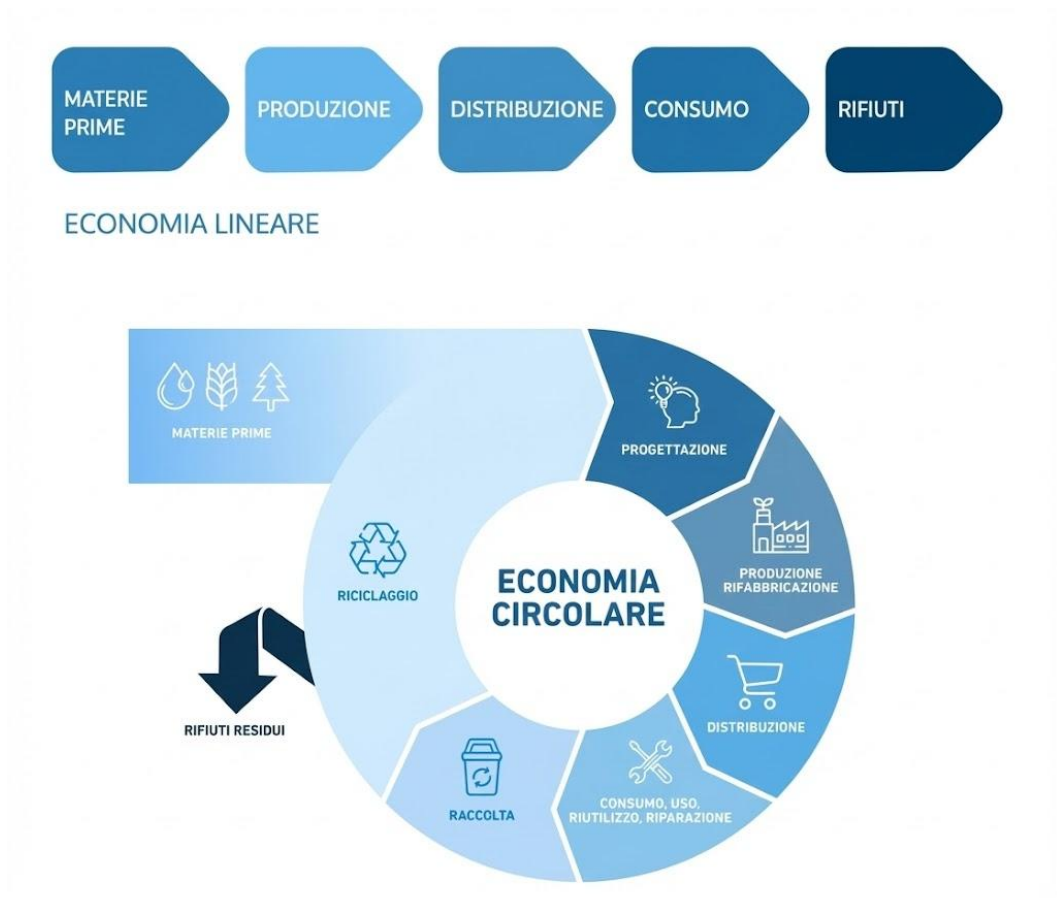 MATERIE
PRIME
PRODUZIONE
DISTRIBUZIONE
CONSUMO
RIFIUTI
ECONOMIA LINEARE
MATERIE PRIME
PROGETTAZIONE
PRODUZIONE
RIFABBRICAZIONE
DISTRIBUZIONE
CONSUMO, USO,
RIUTILIZZO, RIPARAZIONE
RACCOLTA
RICICLAGGIO
RIFIUTI RESIDUI
ECONOMIA
CIRCOLARE